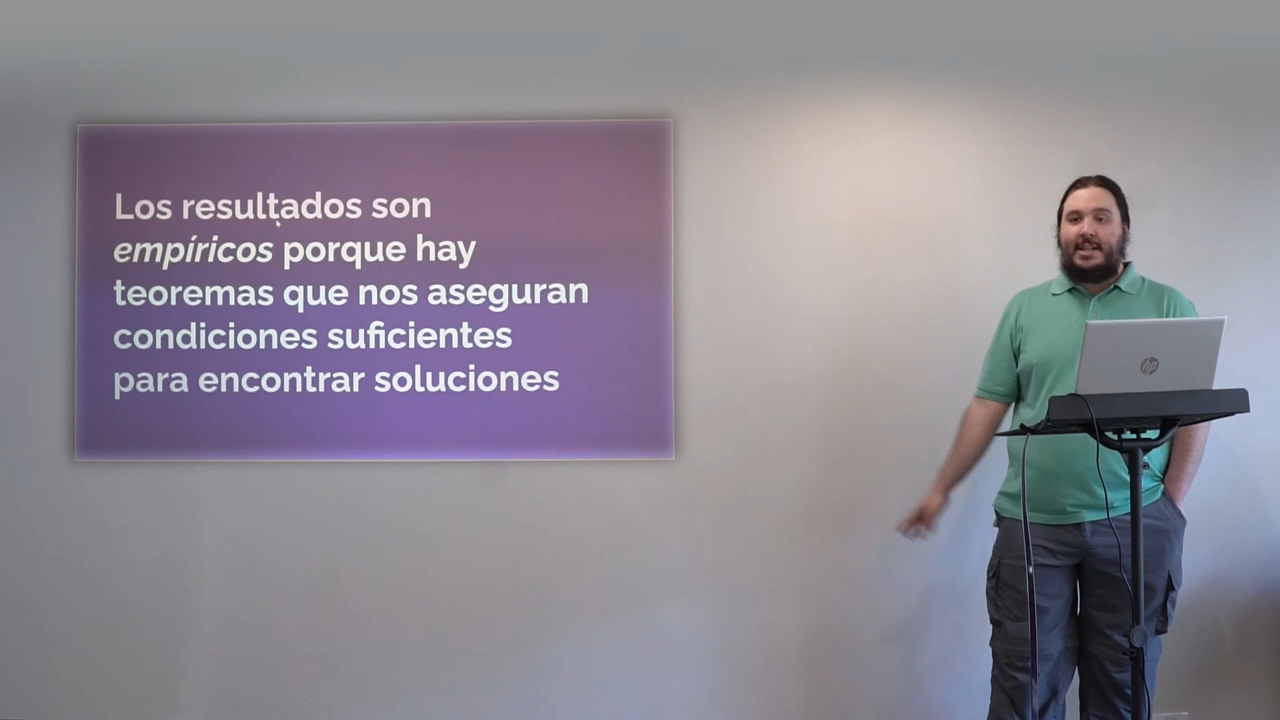 Los resultados son
empíricos porque hay
teoremas que nos aseguran
condiciones suficientes
para encontrar soluciones
hp